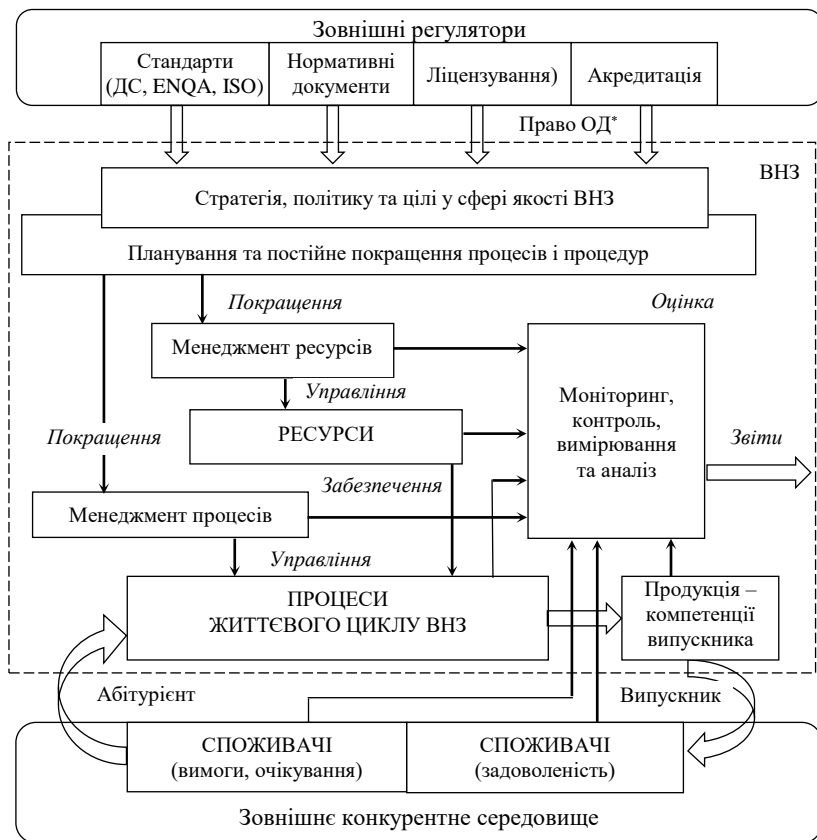 Зовнішні регулятори
Стандарти
(ДС, ENQA, ISO)
Нормативні
документи
Ліцензування)
Акредитація
Право ОД*
ВНЗ
Стратегія, політику та цілі у сфері якості ВНЗ
Планування та постійне покращення процесів і процедур
Покращення
Оцінка
Менеджмент ресурсів
Управління
Моніторинг,
контроль,
вимірювання
та аналіз
РЕСУРСИ
Покращення
Звіти
Забезпечення
Менеджмент процесів
Управління
ПРОЦЕСИ
ЖИТТЄВОГО ЦИКЛУ ВНЗ
Продукція –
компетенції
випускника
Абітурієнт
Випускник
СПОЖИВАЧІ
(вимоги, очікування)
СПОЖИВАЧІ
(задоволеність)
Зовнішнє конкурентне середовище